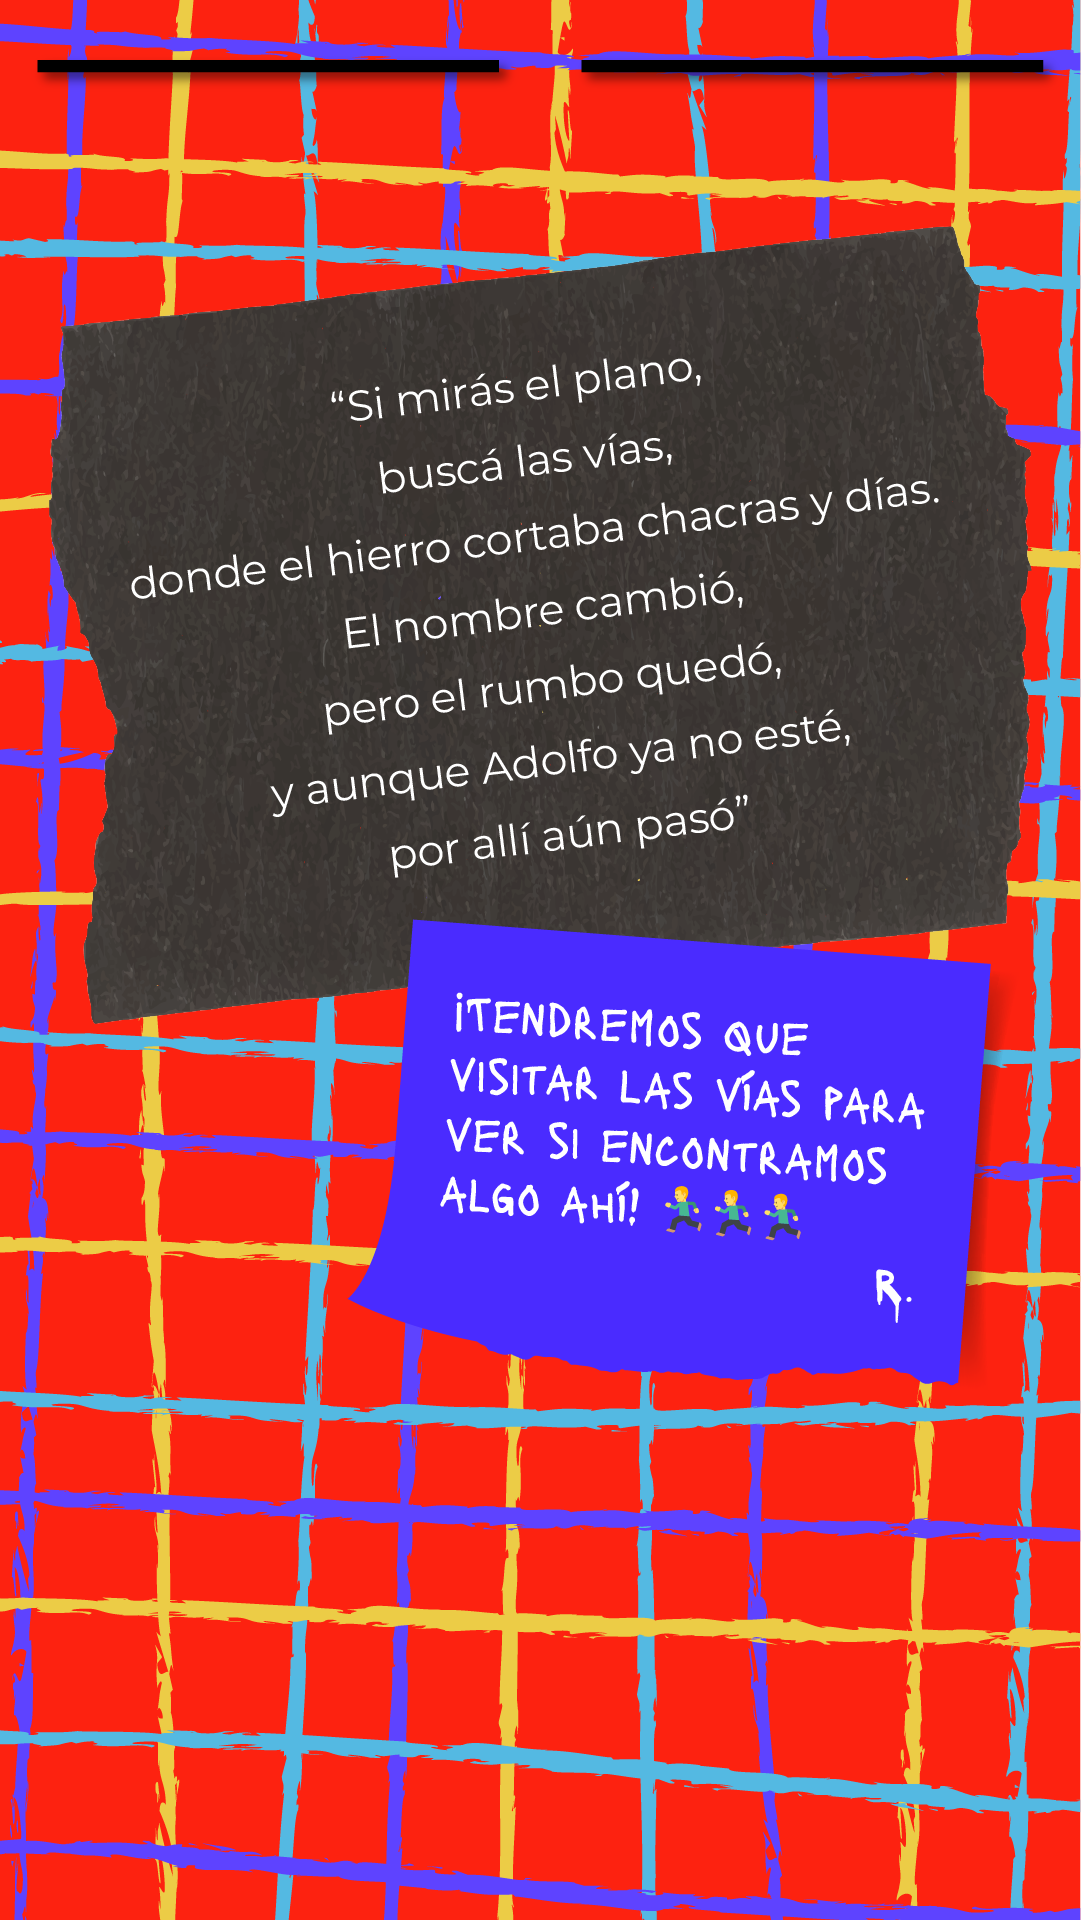 “Si mirás el plano,
buscá las vías,
donde el hierro cortaba chacras y días.
El nombre cambió,
pero el rumbo quedó,
y aunque Adolfo ya no esté,
por allí aún pasó”
¡TENDREMOS QUE
VISITAR LAS VÍAS PARA
VER SI ENCONTRAMOS
ALGO AHÍ! 🏃🏃🏃
R.